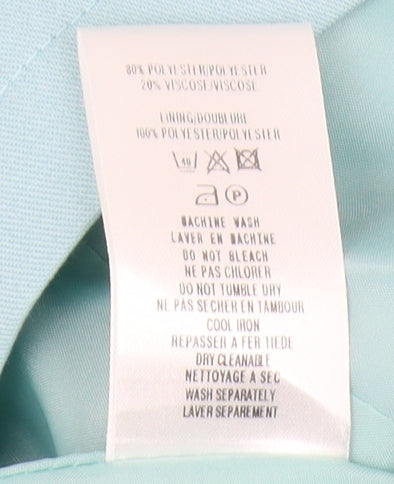 80% POLYESTER/POLYESTER
20% VISCOSE/VISCOSE
LINING/DOUBLURE
100% POLYESTER/POLYESTER
40
P
MACHINE WASH
LAVER EN MACHINE
DO NOT BLEACH
NE PAS CHLORER
DO NOT TUMBLE DRY
NE PAS SECHER EN TAMBOUR
COOL IRON
REPASSER A FER TIEDE
DRY CLEANABLE
NETTOYAGE A SEC
WASH SEPARATELY
LAVER SEPAREMENT